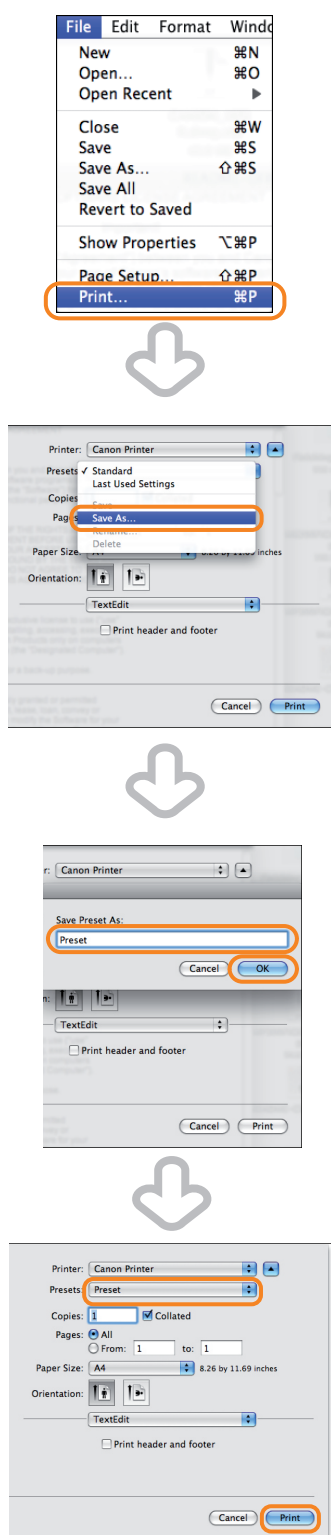 File Edit Format Windo
New ⌘N
Open... ⌘O
Open Recent ▶
Close ⌘W
Save ⌘S
Save As... ⇧⌘S
Save All
Revert to Saved
Show Properties ⌥⌘P
Page Setup... ⇧⌘P
Print... ⌘P
Printer: Canon Printer
Presets ✓ Standard
Last Used Settings
Copies Save
Pages Save As...
Rename...
Delete
Paper Size: A4 8.26 by 11.69 inches
Orientation:
TextEdit
Print header and footer
Cancel Print
r: Canon Printer
Save Preset As:
Preset
Cancel OK
n:
TextEdit
Print header and footer
Cancel Print
Printer: Canon Printer
Presets: Preset
Copies: 1 Collated
Pages: All
From: 1 to: 1
Paper Size: A4 8.26 by 11.69 inches
Orientation:
TextEdit
Print header and footer
Cancel Print